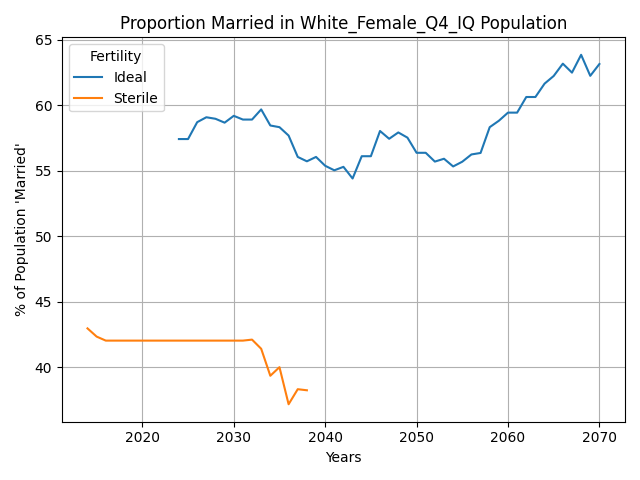 Proportion Married in White_Female_Q4_IQ Population
% of Population 'Married'
65
60
55
50
45
40
Fertility
Ideal
Sterile
2020 2030 2040 2050 2060 2070
Years